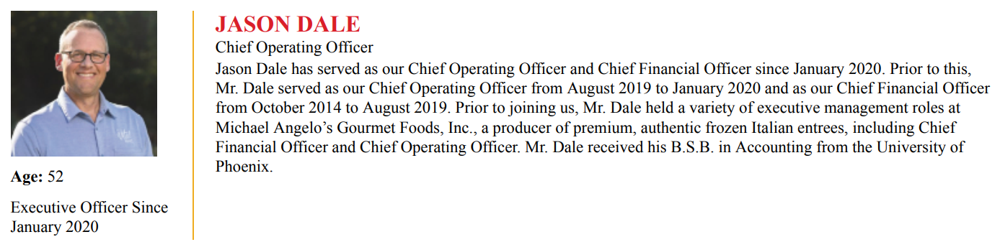 JASON DALE
Chief Operating Officer
Jason Dale has served as our Chief Operating Officer and Chief Financial Officer since January 2020. Prior to this,
Mr. Dale served as our Chief Operating Officer from August 2019 to January 2020 and as our Chief Financial Officer
from October 2014 to August 2019. Prior to joining us, Mr. Dale held a variety of executive management roles at
Michael Angelo’s Gourmet Foods, Inc., a producer of premium, authentic frozen Italian entrees, including Chief
Financial Officer and Chief Operating Officer. Mr. Dale received his B.S.B. in Accounting from the University of
Phoenix.
Age: 52
Executive Officer Since
January 2020